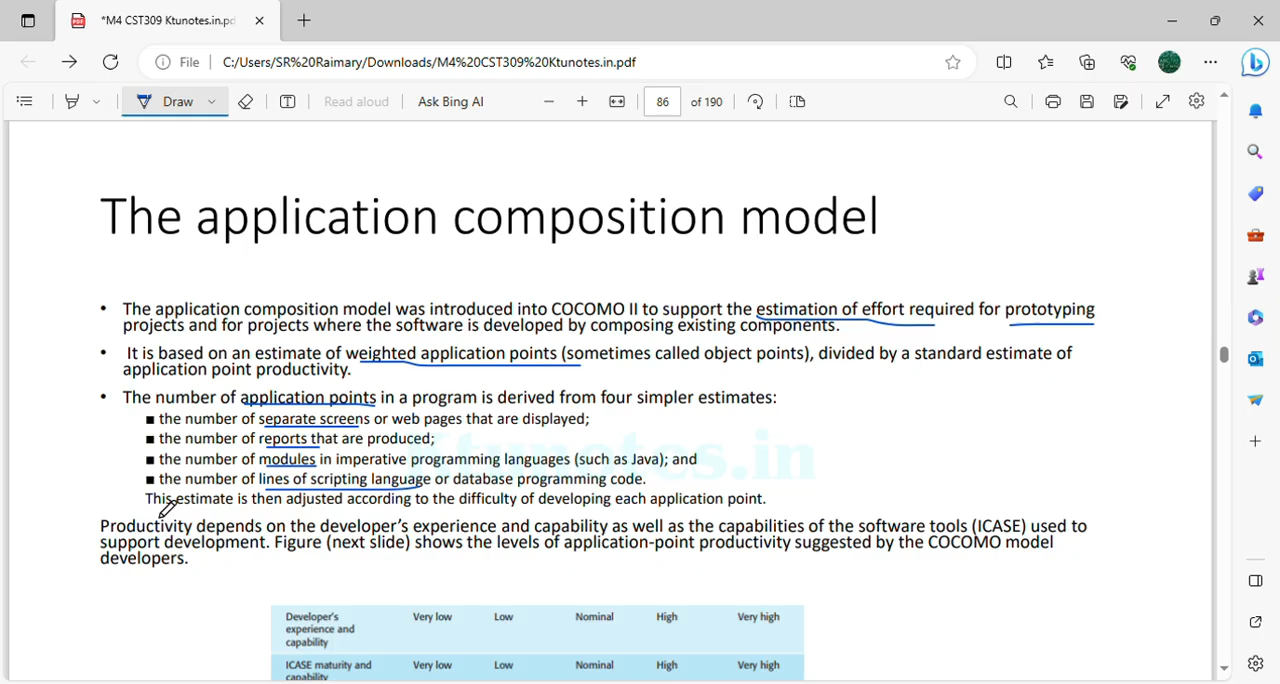 *M4 CST309 Ktunotes.in.pd
File
C:/Users/SR%20Raimary/Downloads/M4%20CST309%20Ktunotes.in.pdf
Draw
Read aloud
Ask Bing AI
86 of 190
The application composition model
• The application composition model was introduced into COCOMO II to support the estimation of effort required for prototyping
projects and for projects where the software is developed by composing existing components.
• It is based on an estimate of weighted application points (sometimes called object points), divided by a standard estimate of
application point productivity.
• The number of application points in a program is derived from four simpler estimates:
■ the number of separate screens or web pages that are displayed;
■ the number of reports that are produced;
■ the number of modules in imperative programming languages (such as Java); and
■ the number of lines of scripting language or database programming code.
Ktunotes.in
This estimate is then adjusted according to the difficulty of developing each application point.
Productivity depends on the developer's experience and capability as well as the capabilities of the software tools (ICASE) used to
support development. Figure (next slide) shows the levels of application-point productivity suggested by the COCOMO model
developers.
Developer's Very low Low Nominal High Very high
experience and
capability
ICASE maturity and Very low Low Nominal High Very high
capability